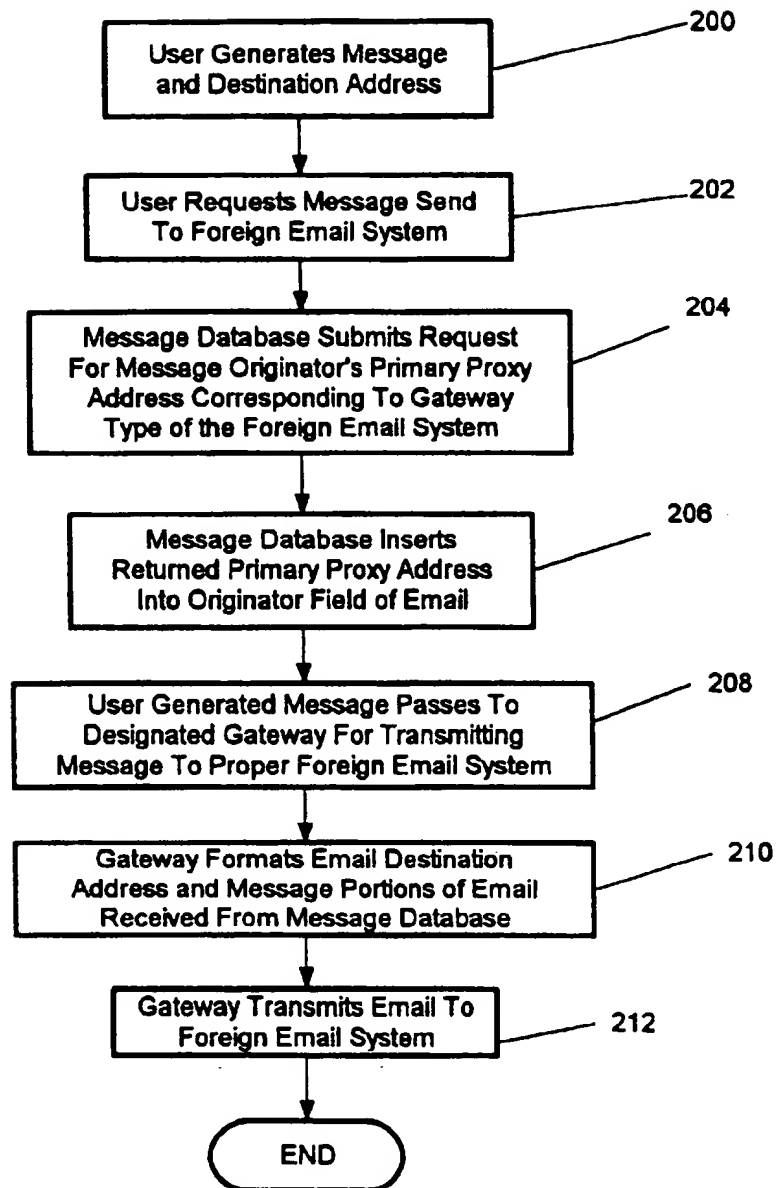 200
User Generates Message
and Destination Address
202
User Requests Message Send
To Foreign Email System
204
Message Database Submits Request
For Message Originator's Primary Proxy
Address Corresponding To Gateway
Type of the Foreign Email System
206
Message Database Inserts
Returned Primary Proxy Address
Into Originator Field of Email
208
User Generated Message Passes To
Designated Gateway For Transmitting
Message To Proper Foreign Email System
210
Gateway Formats Email Destination
Address and Message Portions of Email
Received From Message Database
Gateway Transmits Email To
Foreign Email System
212
END